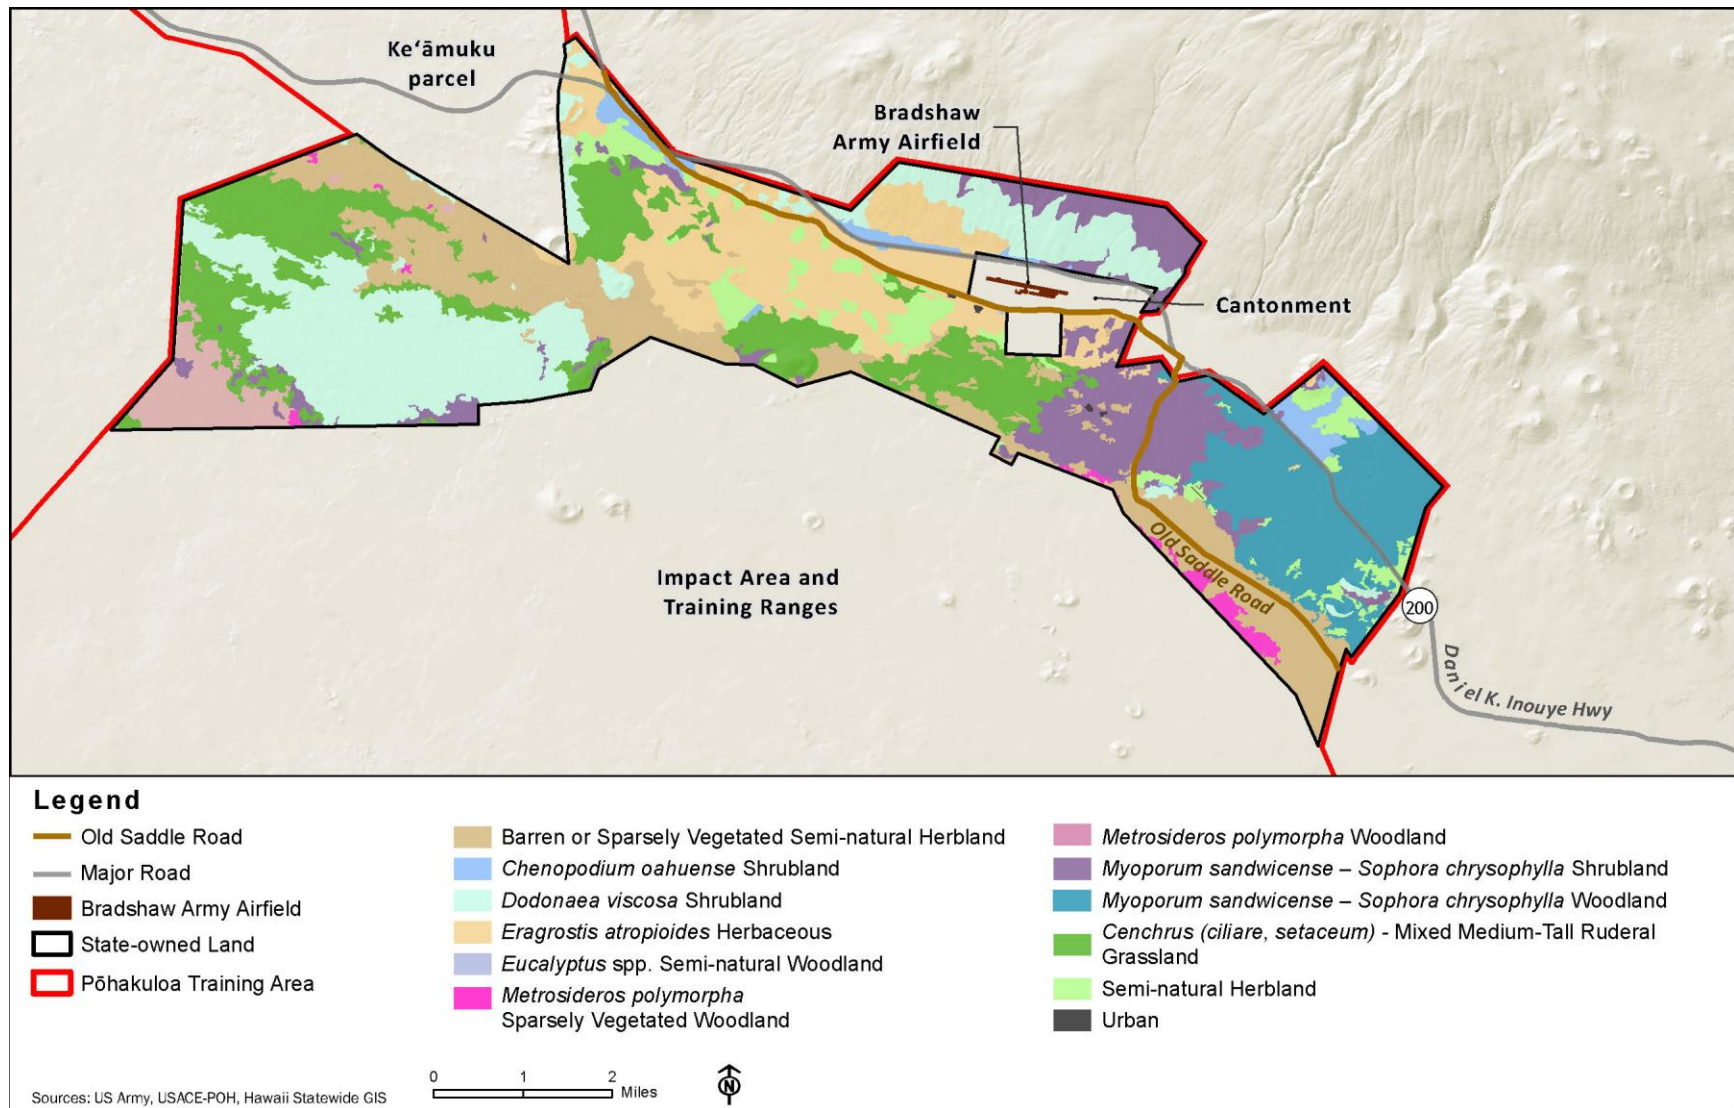 Ke‘āmuku
parcel
Bradshaw
Army Airfield
Cantonment
Impact Area and
Training Ranges
Old Saddle Road
200
Daniel K. Inouye Hwy
Legend
Old Saddle Road
Major Road
Bradshaw Army Airfield
State-owned Land
Pōhakuloa Training Area
Barren or Sparsely Vegetated Semi-natural Herbland
Chenopodium oahuense Shrubland
Dodonaea viscosa Shrubland
Eragrostis atropioides Herbaceous
Eucalyptus spp. Semi-natural Woodland
Metrosideros polymorpha
Sparsely Vegetated Woodland
Metrosideros polymorpha Woodland
Myoporum sandwicense – Sophora chrysophylla Shrubland
Myoporum sandwicense – Sophora chrysophylla Woodland
Cenchrus (ciliare, setaceum) - Mixed Medium-Tall Ruderal
Grassland
Semi-natural Herbland
Urban
Sources: US Army, USACE-POH, Hawaii Statewide GIS
0 1 2
Miles
N